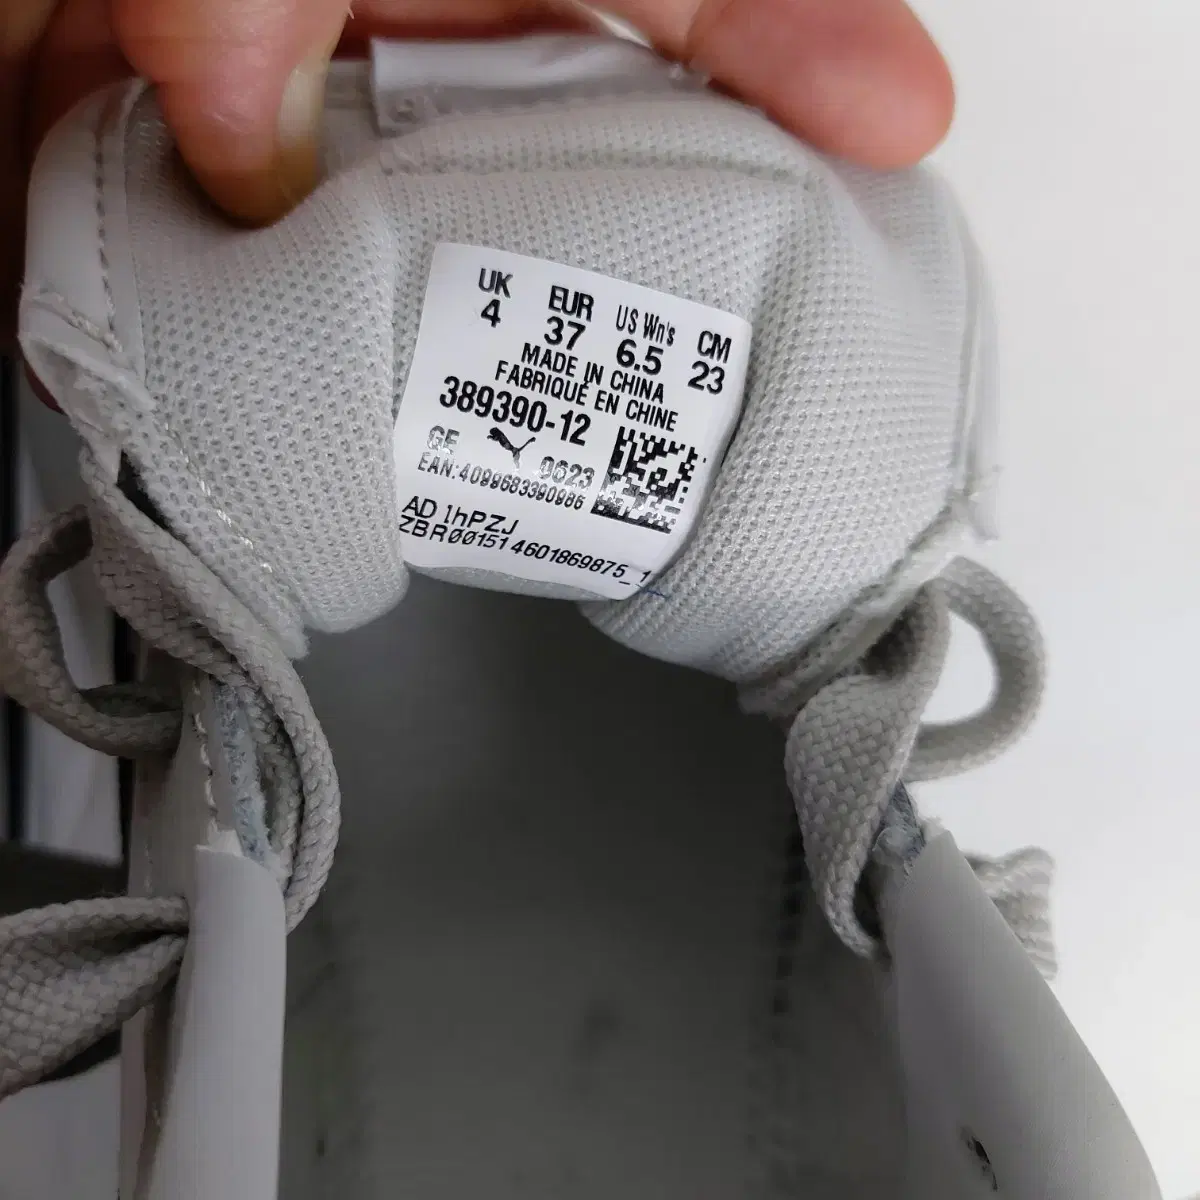 UK EUR US Wn's CM
4 37 6.5 23
MADE IN CHINA
FABRIQUÉ EN CHINE
389390-12
GE 0623
EAN:4099683390986
AD lhPZJ
ZBR001514601869875_1